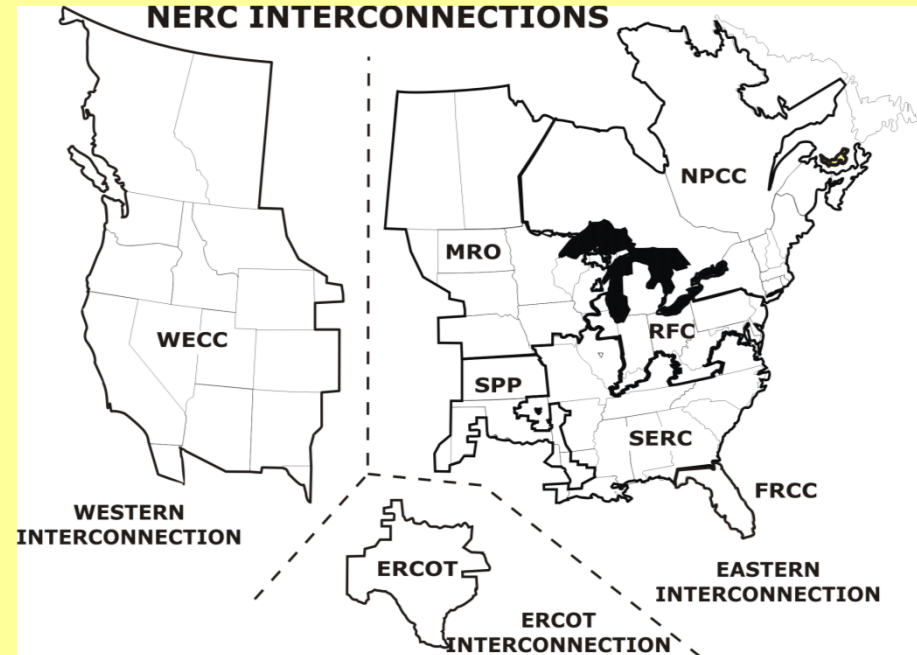 NERC INTERCONNECTIONS
NPCC
MRO
WECC
RFC
SPP
SERC
FRCC
WESTERN
INTERCONNECTION
ERCOT
EASTERN
INTERCONNECTION
ERCOT
INTERCONNECTION